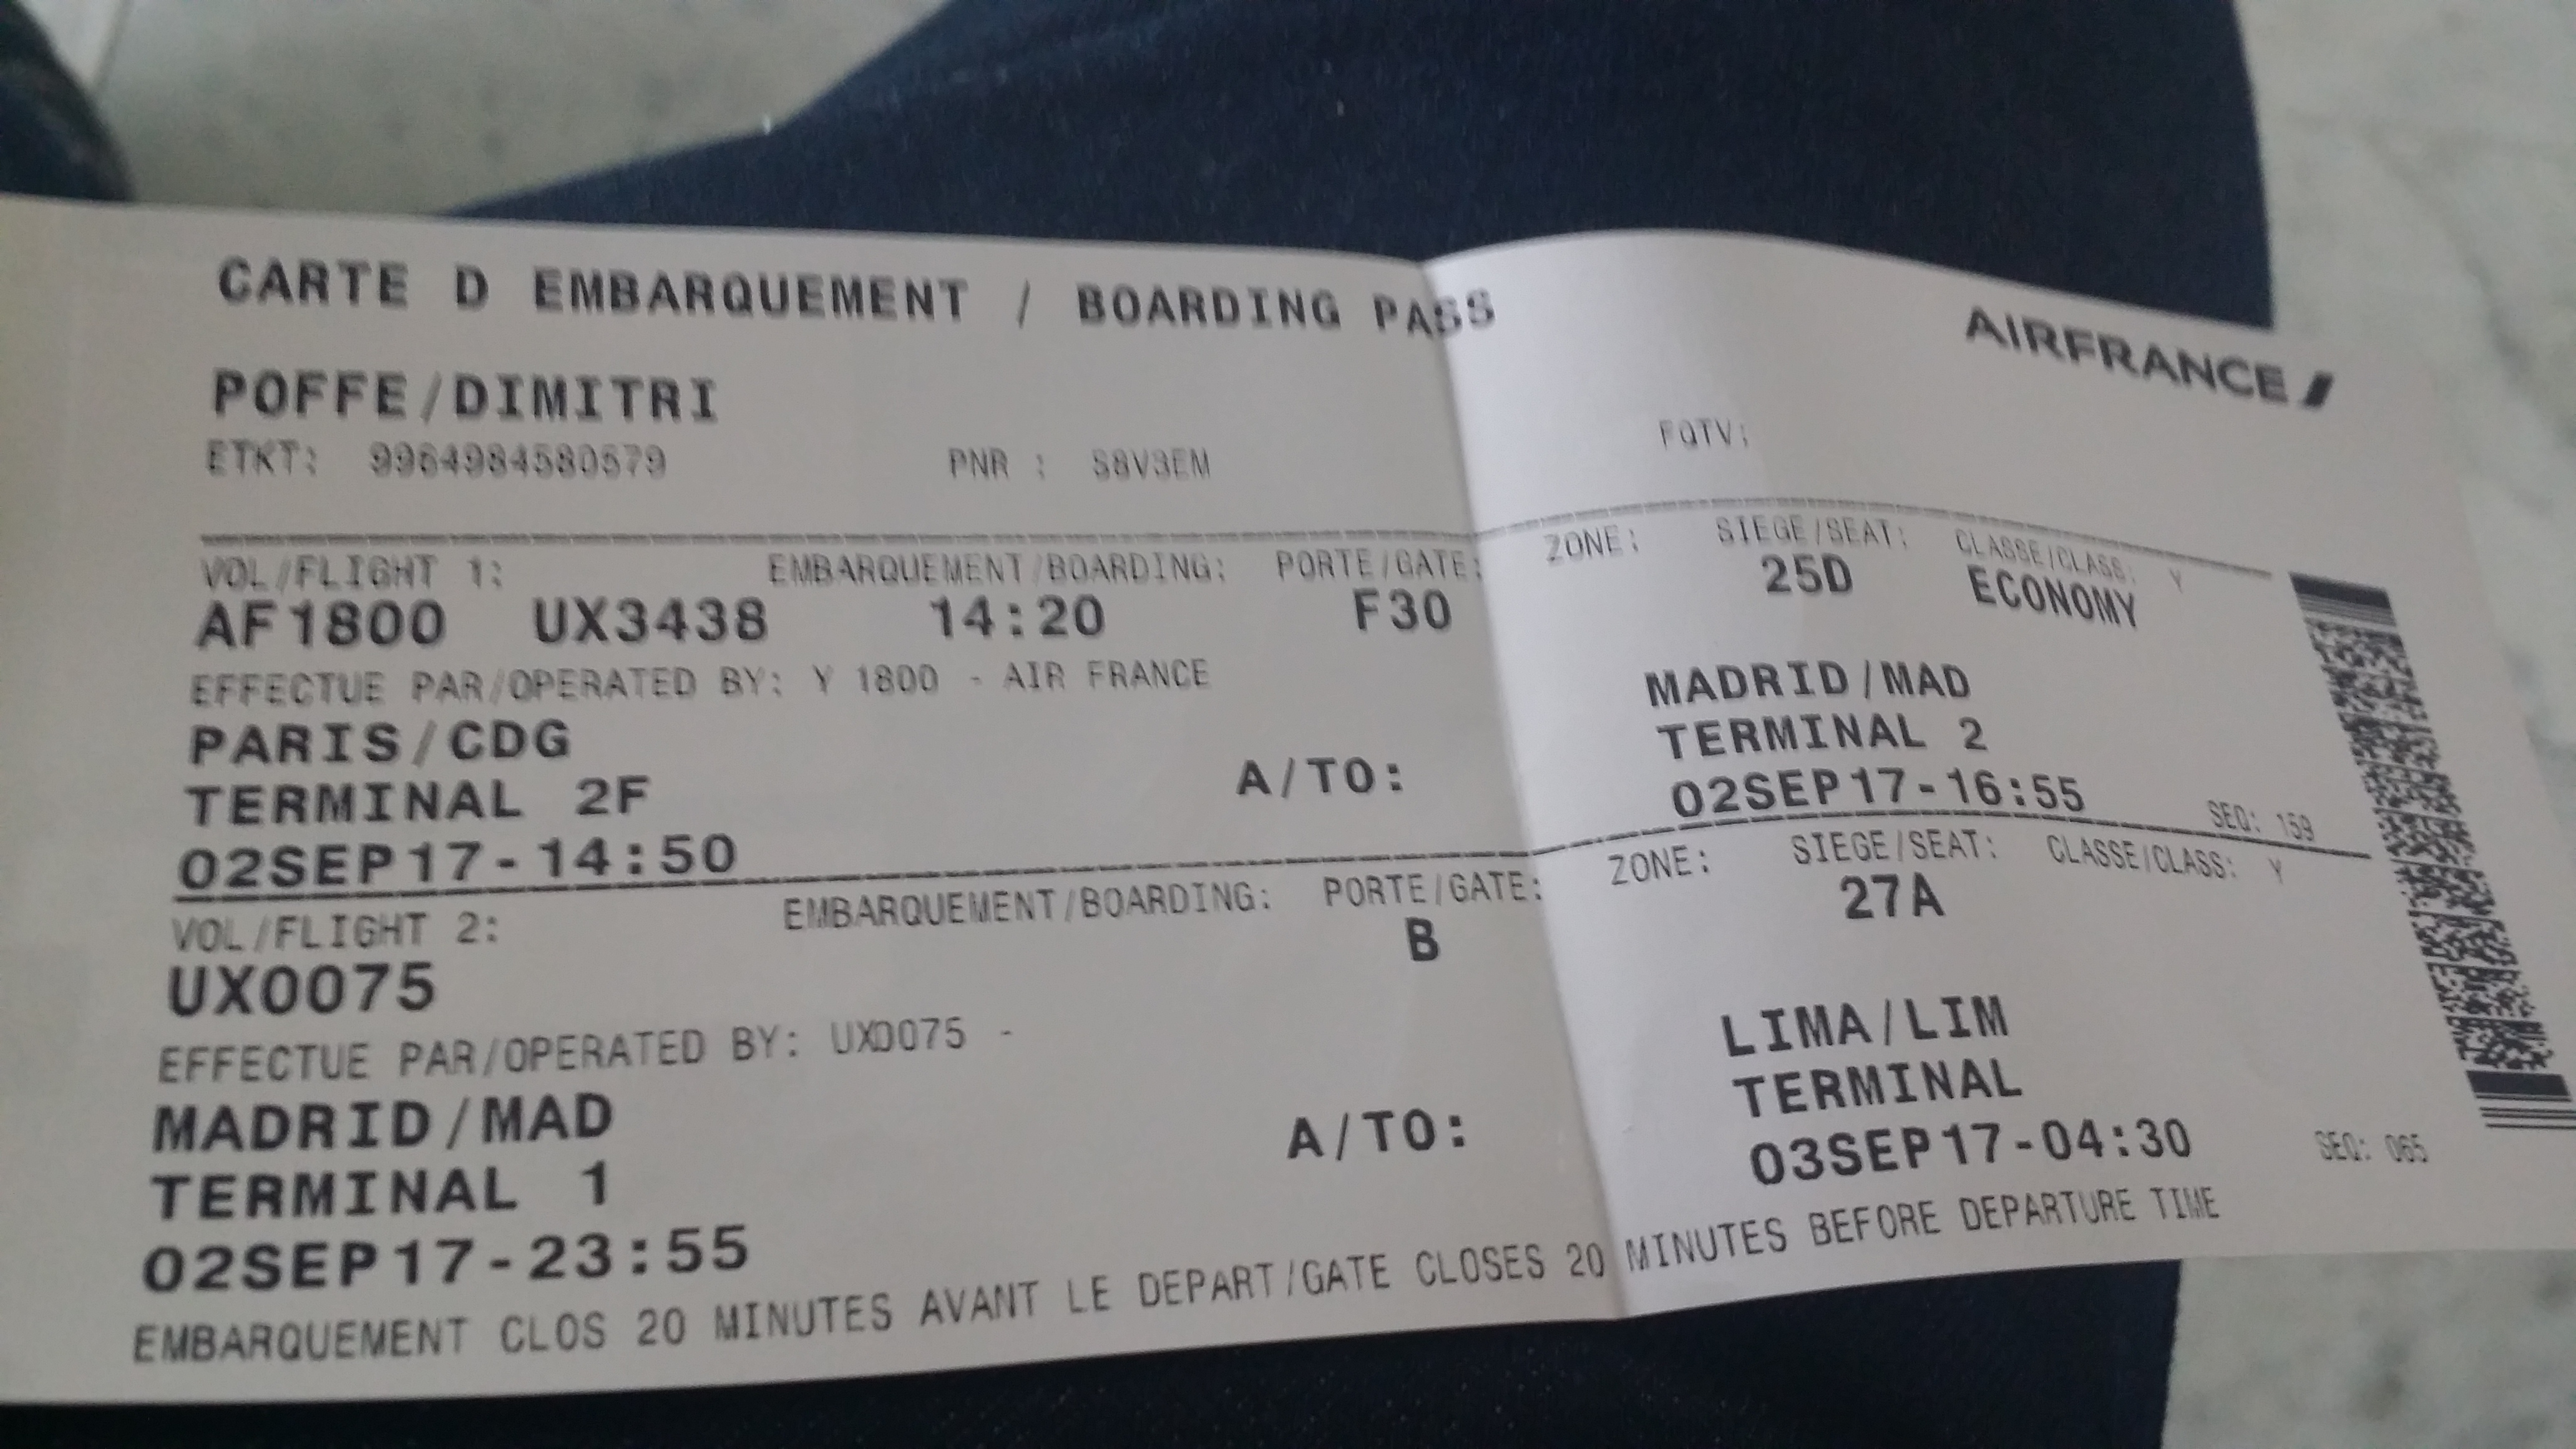 CARTE D EMBARQUEMENT / BOARDING PASS
AIRFRANCE
POFFE/DIMITRI
ETKT: 9964984580579 PNR : S8V3EM FQTV:
VOL/FLIGHT 1: EMBARQUEMENT/BOARDING: PORTE/GATE: ZONE: SIEGE/SEAT: CLASSE/CLASS: Y
AF1800 UX3438 14:20 F30 25D ECONOMY
EFFECTUE PAR/OPERATED BY: Y 1800 - AIR FRANCE
PARIS/CDG MADRID/MAD
TERMINAL 2F A/TO: TERMINAL 2
02SEP17-14:50 02SEP17-16:55 SEQ: 159
VOL/FLIGHT 2: EMBARQUEMENT/BOARDING: PORTE/GATE: ZONE: SIEGE/SEAT: CLASSE/CLASS: Y
UX0075 B 27A
EFFECTUE PAR/OPERATED BY: UX0075 -
MADRID/MAD LIMA/LIM
TERMINAL 1 A/TO: TERMINAL
02SEP17-23:55 03SEP17-04:30 SEQ: 065
EMBARQUEMENT CLOS 20 MINUTES AVANT LE DEPART/GATE CLOSES 20 MINUTES BEFORE DEPARTURE TIME